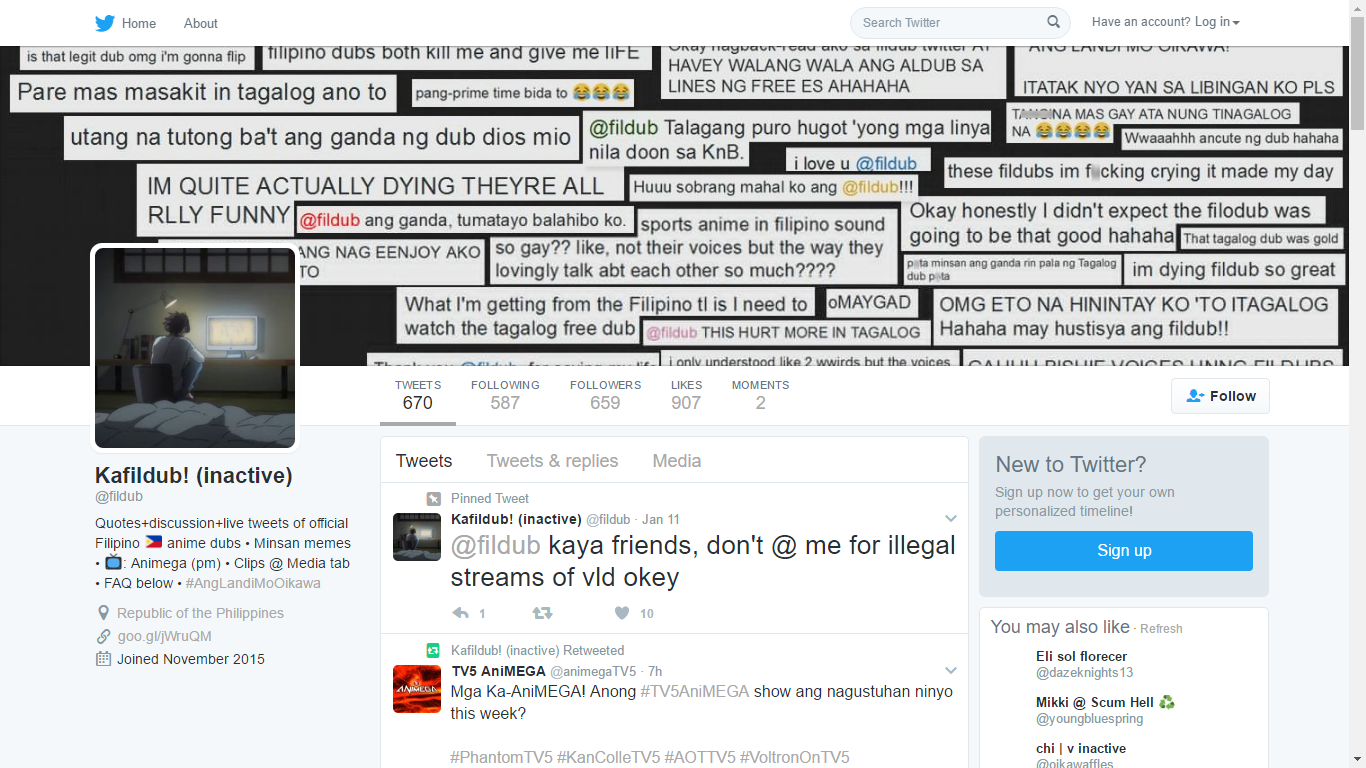 Home
About
Search Twitter
Have an account? Log in
is that legit dub omg i'm gonna flip
filipino dubs both kill me and give me liFE
Okay nagback-read ako sa fildub twitter AT
HAVEY WALANG WALA ANG ALDUB SA
LINES NG FREE ES AHAHAHA
ANG LANDI MO OIKAWA!
ITATAK NYO YAN SA LIBINGAN KO PLS
Pare mas masakit in tagalog ano to
pang-prime time bida to 😂😂😂
utang na tutong ba't ang ganda ng dub dios mio
@fildub Talagang puro hugot 'yong mga linya
nila doon sa KnB.
MAS GAY ATA NUNG TINAGALOG
NA 😂😂😂😂
Wwaaahhh ancute ng dub hahaha
i love u @fildub
these fildubs im f cking crying it made my day
IM QUITE ACTUALLY DYING THEYRE ALL
RLLY FUNNY
Huuu sobrang mahal ko ang @fildub!!!
@fildub ang ganda, tumatayo balahibo ko.
sports anime in filipino sound
so gay?? like, not their voices but the way they
lovingly talk abt each other so much????
Okay honestly I didn't expect the filodub was
going to be that good hahaha
That tagalog dub was gold
ANG NAG EENJOY AKO
TO
p ta minsan ang ganda rin pala ng Tagalog
dub p ta
im dying fildub so great
What I'm getting from the Filipino tl is I need to
watch the tagalog free dub
oMAYGAD
@fildub THIS HURT MORE IN TAGALOG
OMG ETO NA HININTAY KO 'TO ITAGALOG
Hahaha may hustisya ang fildub!!
Thank you @fildub for saving my life
i only understood like 2 wwirds but the voices
GAHHH BISHIE VOICES UNNG FILDUBS
TWEETS
670
FOLLOWING
587
FOLLOWERS
659
LIKES
907
MOMENTS
2
Follow
Kafildub! (inactive)
@fildub
Quotes+discussion+live tweets of official
Filipino 🇵🇭 anime dubs • Minsan memes
• 📺: Animega (pm) • Clips @ Media tab
• FAQ below • #AngLandiMoOikawa
Republic of the Philippines
goo.gl/jWruQM
Joined November 2015
Tweets
Tweets & replies
Media
Pinned Tweet
Kafildub! (inactive) @fildub · Jan 11
@fildub kaya friends, don't @ me for illegal
streams of vld okey
1
10
Kafildub! (inactive) Retweeted
ANIMEGA
TV5 AniMEGA @animegaTV5 · 7h
Mga Ka-AniMEGA! Anong #TV5AniMEGA show ang nagustuhan ninyo
this week?
#PhantomTV5 #KanColleTV5 #AOTTV5 #VoltronOnTV5
New to Twitter?
Sign up now to get your own
personalized timeline!
Sign up
You may also like · Refresh
Eli sol florecer
@dazeknights13
Mikki @ Scum Hell ♻
@youngbluespring
chi | v inactive
@oikawaffles